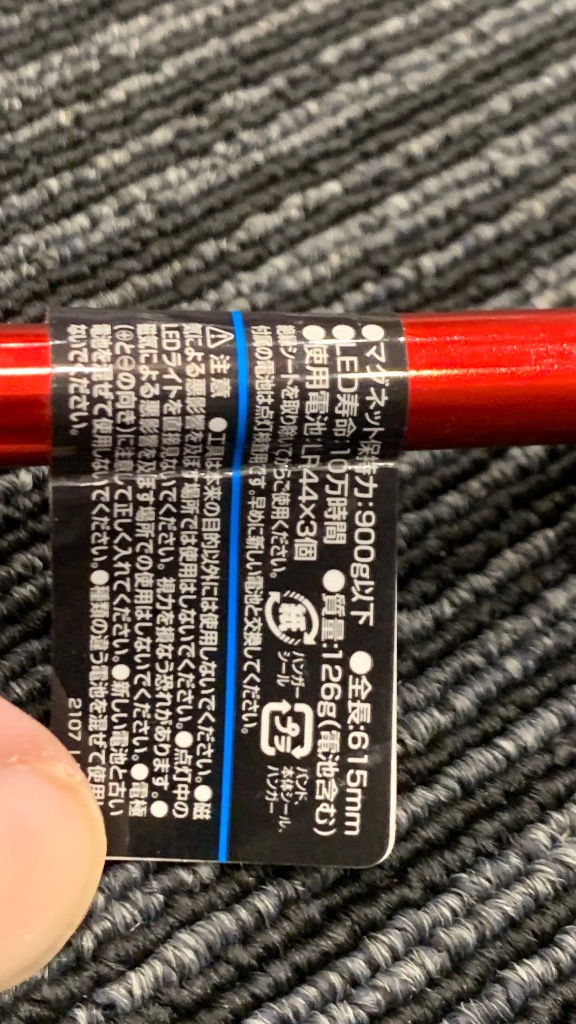 ●マグネット保持力:900g以下 ●全長:615mm
●LED寿命:10万時間 ●質量:126g(電池含む)
●使用電池:LR44×3個
絶縁シートを取り除いてからご使用ください。
付属の電池は点灯確認用です。早めに新しい電池と交換してください。
紙 ハンガー
シール
プラ バンド、
本体シール、
ハンガー
⚠注意 ●工具は本来の目的以外には使用しないでください。●磁
気による悪影響を及ぼす場所では使用はしないでください。●点灯中の
LEDライトを直接見ないでください。視力を損なう恐れがあります。●
磁気による悪影響を及ぼす場所での使用はしないでください。●電極
(⊕と⊖の向き)に注意して正しく入れてください。●新しい電池と古い
電池を混ぜて使用しないでください。●種類の違う電池を混ぜて使用し
ないでください。
2107